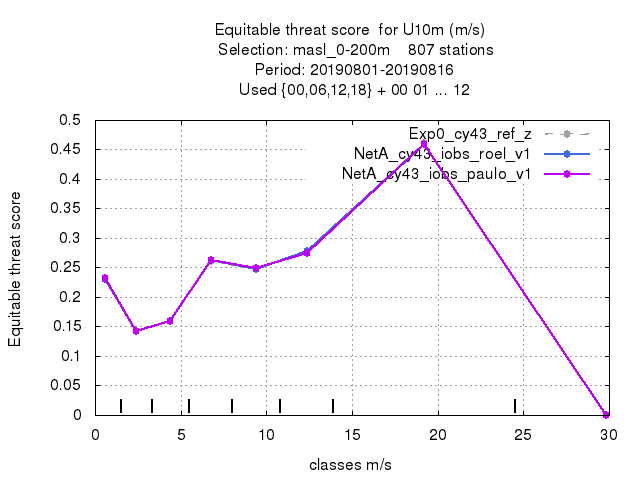 Equitable threat score  for U10m (m/s)
Selection: masl_0-200m    807 stations
Period: 20190801-20190816
Used {00,06,12,18} + 00 01 ... 12
Exp0_cy43_ref_z
NetA_cy43_iobs_roel_v1
NetA_cy43_iobs_paulo_v1
Equitable threat score
0.5
0.45
0.4
0.35
0.3
0.25
0.2
0.15
0.1
0.05
0
0 5 10 15 20 25 30
classes m/s